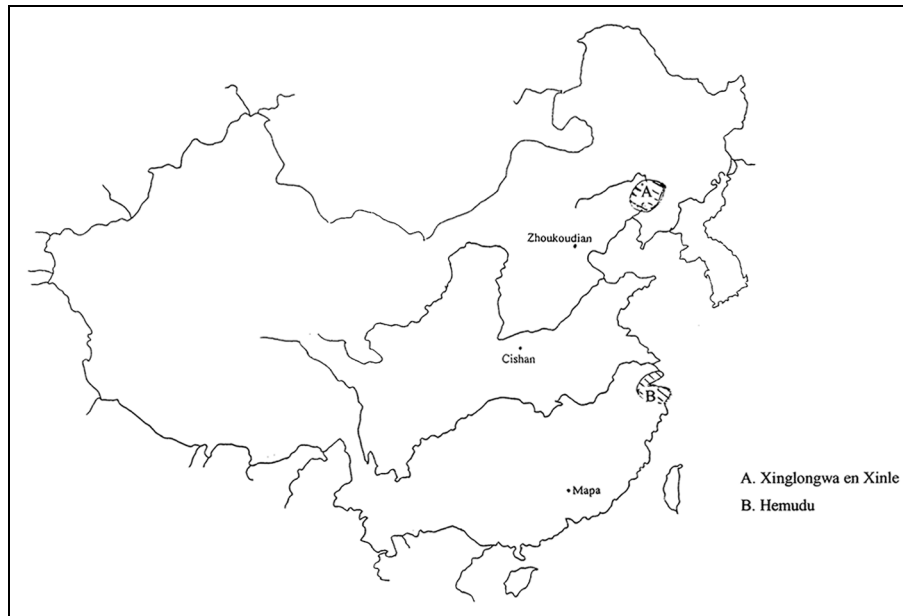 A
Zhoukoudian
Cishan
B
Mapa
A. Xinglongwa en Xinle
B. Hemudu